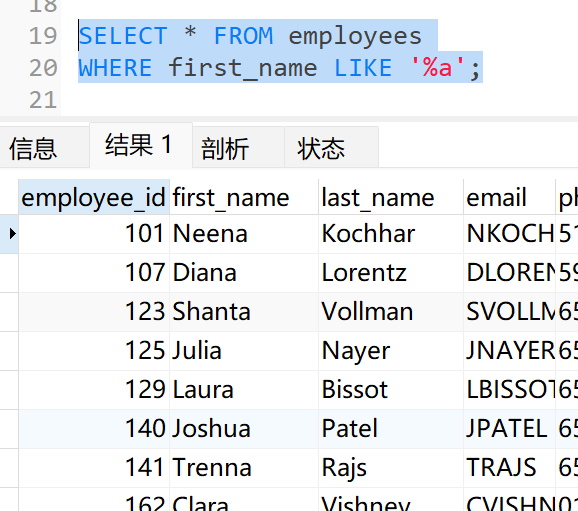 18
19 SELECT * FROM employees
20 WHERE first_name LIKE '%a';
21
信息 结果 1 剖析 状态
employee_id first_name last_name email ph
101 Neena Kochhar NKOCH 51
107 Diana Lorentz DLOREN 59
123 Shanta Vollman SVOLLM 65
125 Julia Nayer JNAYER 65
129 Laura Bissot LBISSOT 65
140 Joshua Patel JPATEL 65
141 Trenna Rajs TRAJS 65
162 Clara Vishney CVISHN 01